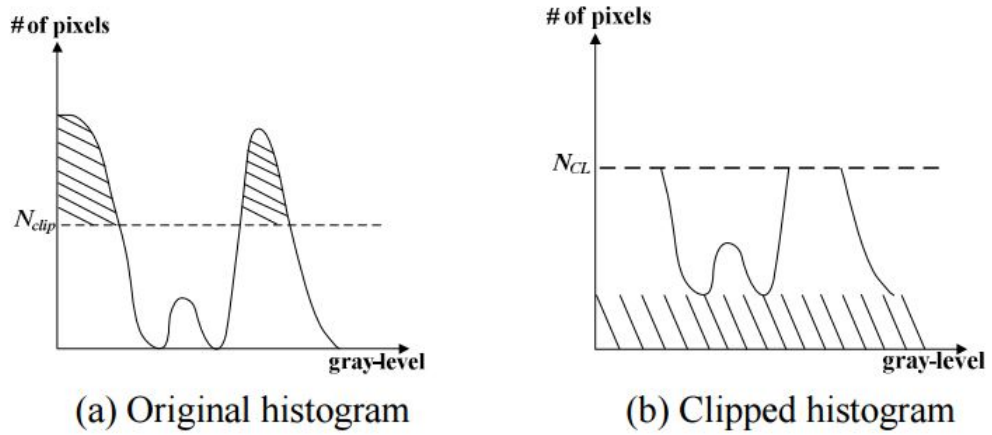 # of pixels
N_clip
gray-level
(a) Original histogram
# of pixels
N_CL
gray-level
(b) Clipped histogram